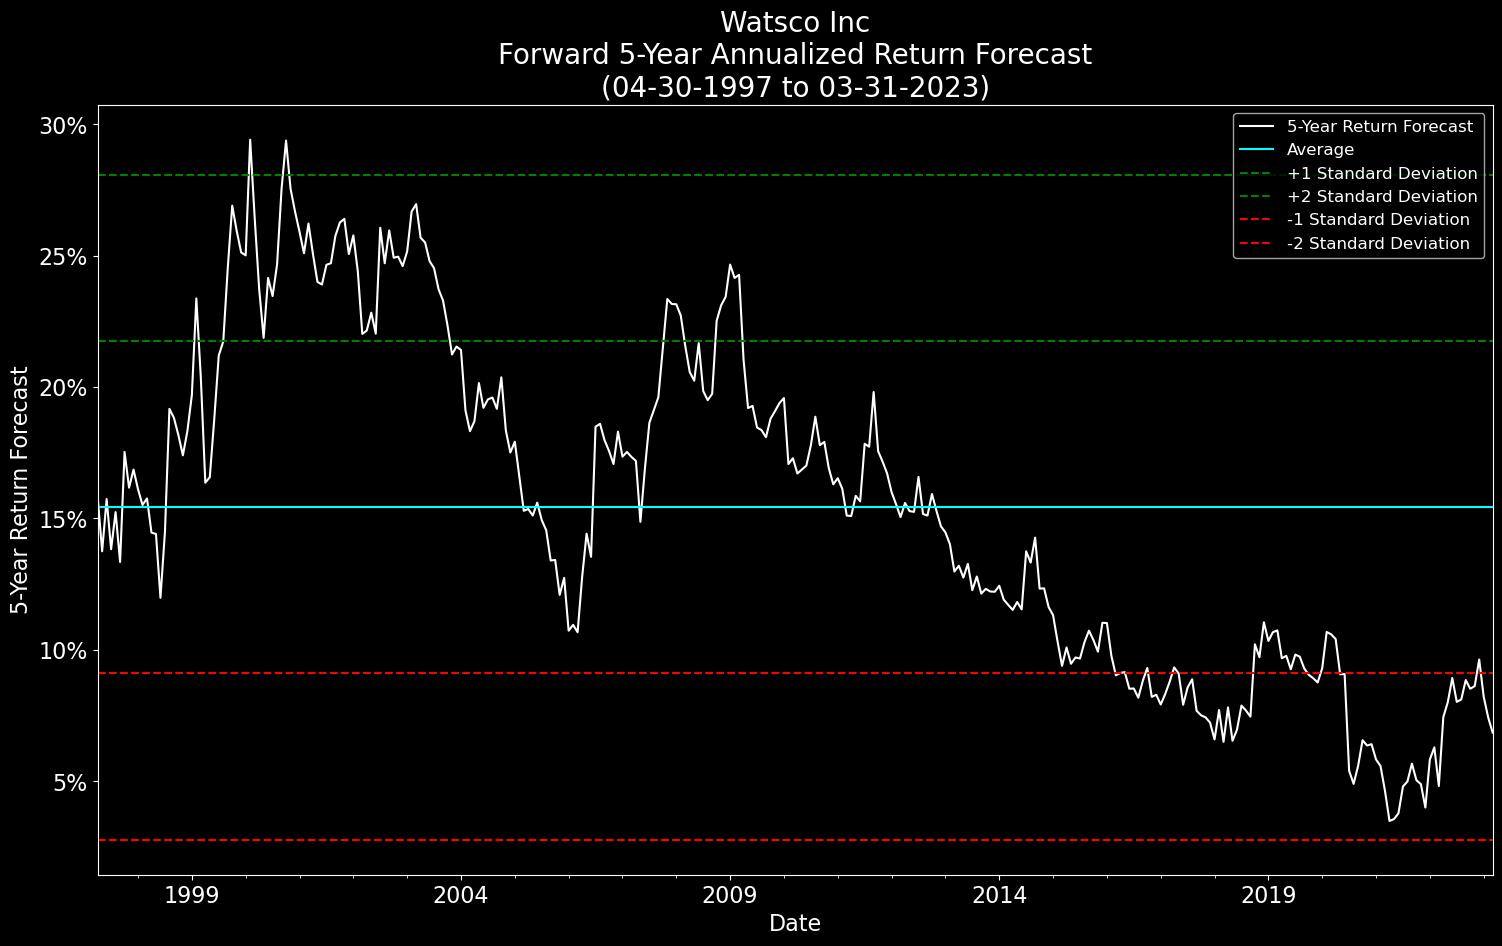 Watsco Inc
Forward 5-Year Annualized Return Forecast
(04-30-1997 to 03-31-2023)
5-Year Return Forecast
30%
25%
20%
15%
10%
5%
5-Year Return Forecast
Average
+1 Standard Deviation
+2 Standard Deviation
-1 Standard Deviation
-2 Standard Deviation
1999
2004
2009
2014
2019
Date